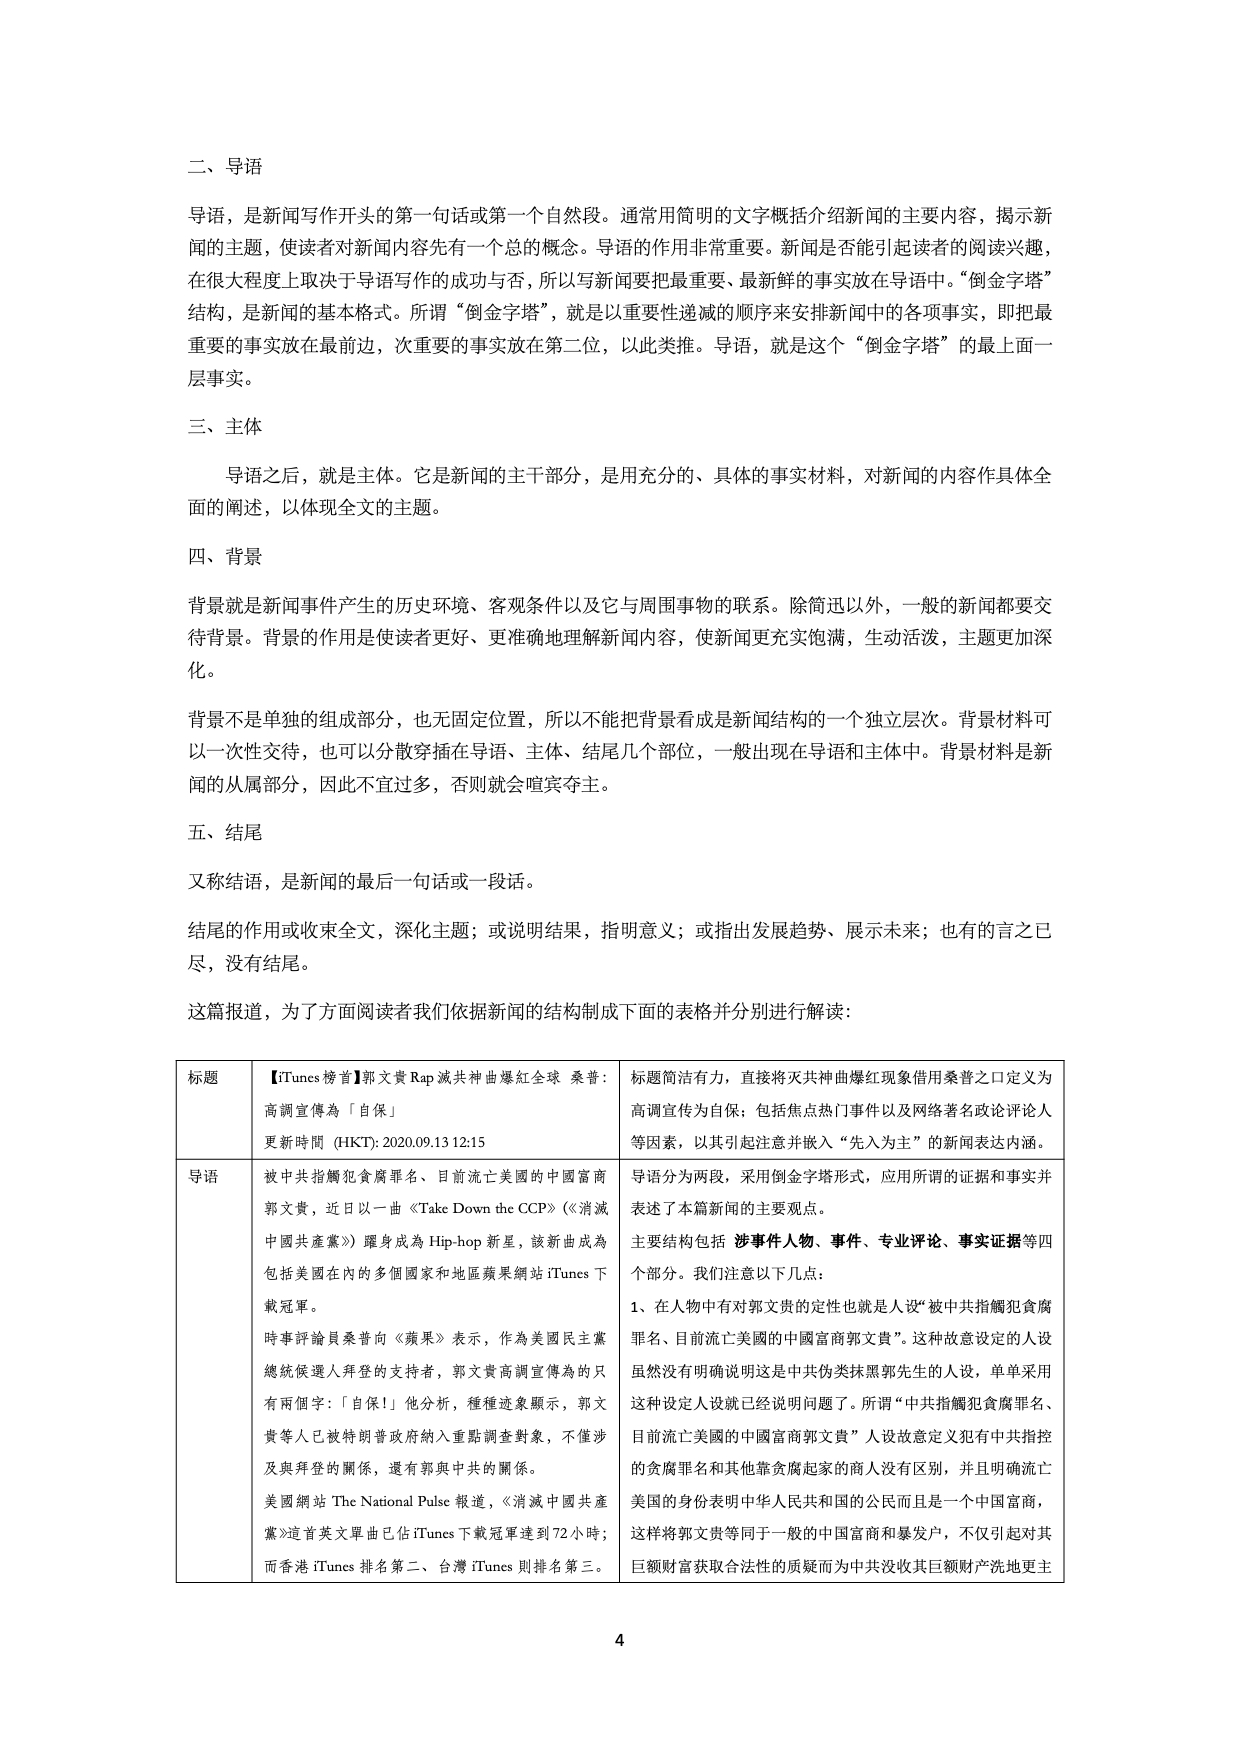 二、导语
导语，是新闻写作开头的第一句话或第一个自然段。通常用简明的文字概括介绍新闻的主要内容，揭示新
闻的主题，使读者对新闻内容先有一个总的概念。导语的作用非常重要。新闻是否能引起读者的阅读兴趣，
在很大程度上取决于导语写作的成功与否，所以写新闻要把最重要、最新鲜的事实放在导语中。“倒金字塔”
结构，是新闻的基本格式。所谓“倒金字塔”，就是以重要性递减的顺序来安排新闻中的各项事实，即把最
重要的事实放在最前边，次重要的事实放在第二位，以此类推。导语，就是这个“倒金字塔”的最上面一
层事实。
三、主体
导语之后，就是主体。它是新闻的主干部分，是用充分的、具体的事实材料，对新闻的内容作具体全
面的阐述，以体现全文的主题。
四、背景
背景就是新闻事件产生的历史环境、客观条件以及它与周围事物的联系。除简迅以外，一般的新闻都要交
待背景。背景的作用是使读者更好、更准确地理解新闻内容，使新闻更充实饱满，生动活泼，主题更加深
化。
背景不是单独的组成部分，也无固定位置，所以不能把背景看成是新闻结构的一个独立层次。背景材料可
以一次性交待，也可以分散穿插在导语、主体、结尾几个部位，一般出现在导语和主体中。背景材料是新
闻的从属部分，因此不宜过多，否则就会喧宾夺主。
五、结尾
又称结语，是新闻的最后一句话或一段话。
结尾的作用或收束全文，深化主题；或说明结果，指明意义；或指出发展趋势、展示未来；也有的言之已
尽，没有结尾。
这篇报道，为了方面阅读者我们依据新闻的结构制成下面的表格并分别进行解读：
标题
【iTunes 榜首】郭文貴 Rap 滅共神曲爆紅全球 桑普：
高調宣傳為「自保」
更新時間 (HKT): 2020.09.13 12:15
标题简洁有力，直接将灭共神曲爆红现象借用桑普之口定义为
高调宣传为自保；包括焦点热门事件以及网络著名政论评论人
等因素，以其引起注意并嵌入“先入为主”的新闻表达内涵。
导语
被中共指觸犯貪腐罪名、目前流亡美國的中國富商
郭文貴，近日以一曲《Take Down the CCP》（《消滅
中國共產黨》）躍身成為 Hip-hop 新星，該新曲成為
包括美國在內的多個國家和地區蘋果網站 iTunes 下
載冠軍。
時事評論員桑普向《蘋果》表示，作為美國民主黨
總統候選人拜登的支持者，郭文貴高調宣傳為的只
有兩個字：「自保！」他分析，種種迹象顯示，郭文
貴等人已被特朗普政府納入重點調查對象，不僅涉
及與拜登的關係，還有郭與中共的關係。
美國網站 The National Pulse 報道，《消滅中國共產
黨》這首英文單曲已佔 iTunes 下載冠軍達到 72 小時；
而香港 iTunes 排名第二、台灣 iTunes 則排名第三。
导语分为两段，采用倒金字塔形式，应用所谓的证据和事实并
表述了本篇新闻的主要观点。
主要结构包括 涉事件人物、事件、专业评论、事实证据等四
个部分。我们注意以下几点：
1、在人物中有对郭文贵的定性也就是人设“被中共指觸犯貪腐
罪名、目前流亡美國的中國富商郭文貴”。这种故意设定的人设
虽然没有明确说明这是中共伪类抹黑郭先生的人设，单单采用
这种设定人设就已经说明问题了。所谓“中共指觸犯貪腐罪名、
目前流亡美國的中國富商郭文貴”人设故意定义犯有中共指控
的贪腐罪名和其他靠贪腐起家的商人没有区别，并且明确流亡
美国的身份表明中华人民共和国的公民而且是一个中国富商，
这样将郭文贵等同于一般的中国富商和暴发户，不仅引起对其
巨额财富获取合法性的质疑而为中共没收其巨额财产洗地更主
4